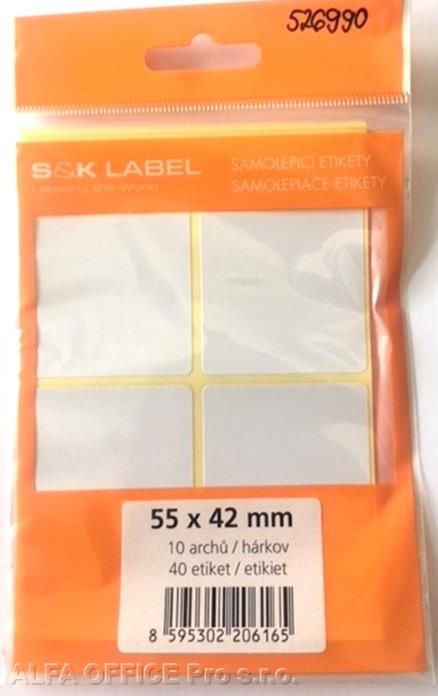 526990
S&K LABEL
Labeling the World
SAMOLEPICÍ ETIKETY
SAMOLEPIACE ETIKETY
55 x 42 mm
10 archů / hárkov
40 etiket / etikiet
8 595302 206165
ALFA OFFICE Pro s.r.o.